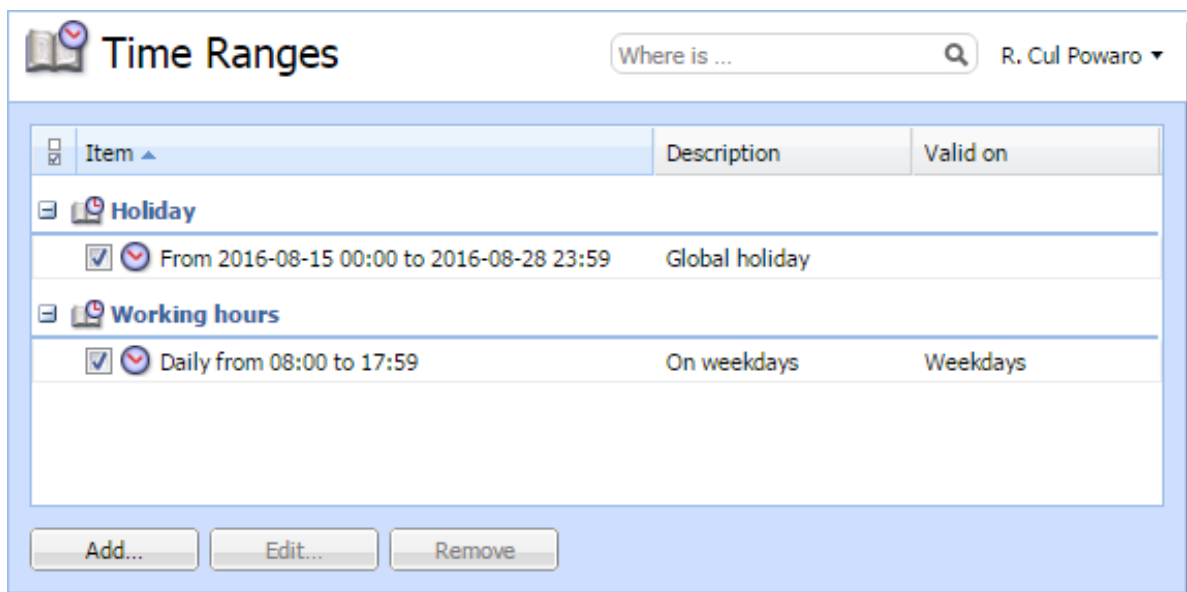 Time Ranges Where is ... R. Cul Powaro
Item Description Valid on
Holiday
From 2016-08-15 00:00 to 2016-08-28 23:59 Global holiday
Working hours
Daily from 08:00 to 17:59 On weekdays Weekdays
Add... Edit... Remove